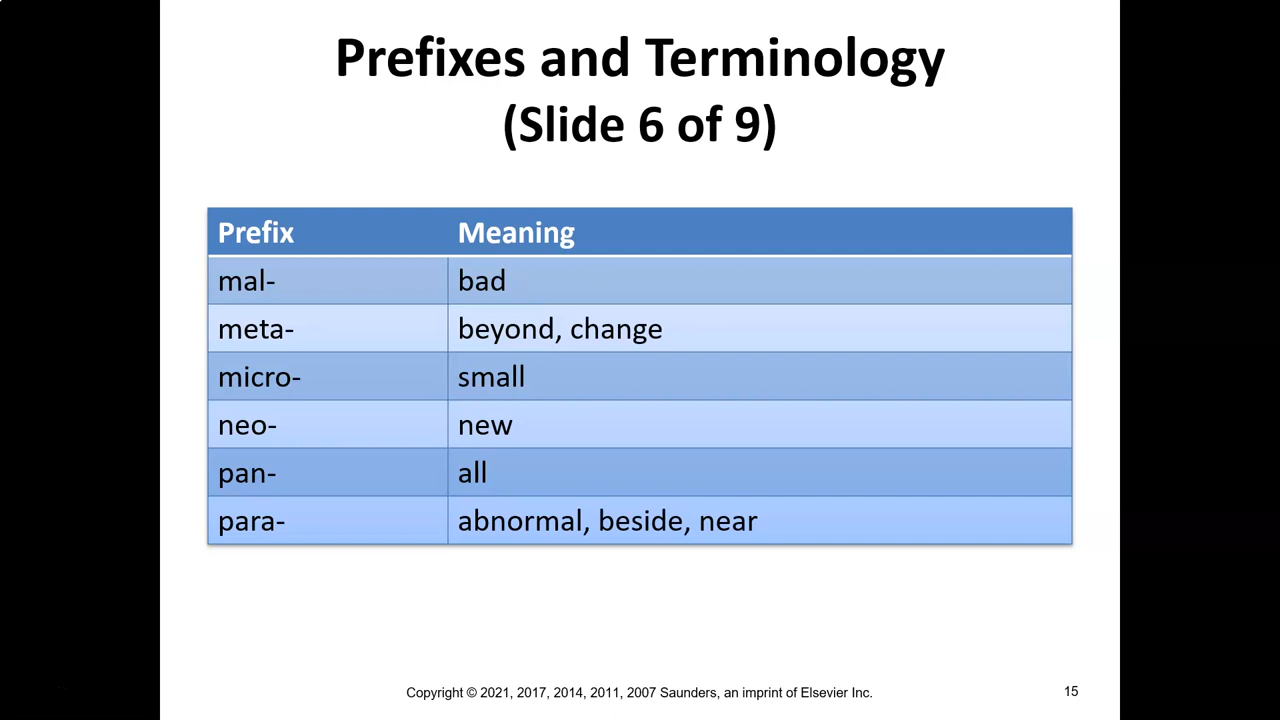 Prefixes and Terminology
(Slide 6 of 9)
Prefix Meaning
mal- bad
meta- beyond, change
micro- small
neo- new
pan- all
para- abnormal, beside, near
Copyright © 2021, 2017, 2014, 2011, 2007 Saunders, an imprint of Elsevier Inc. 15